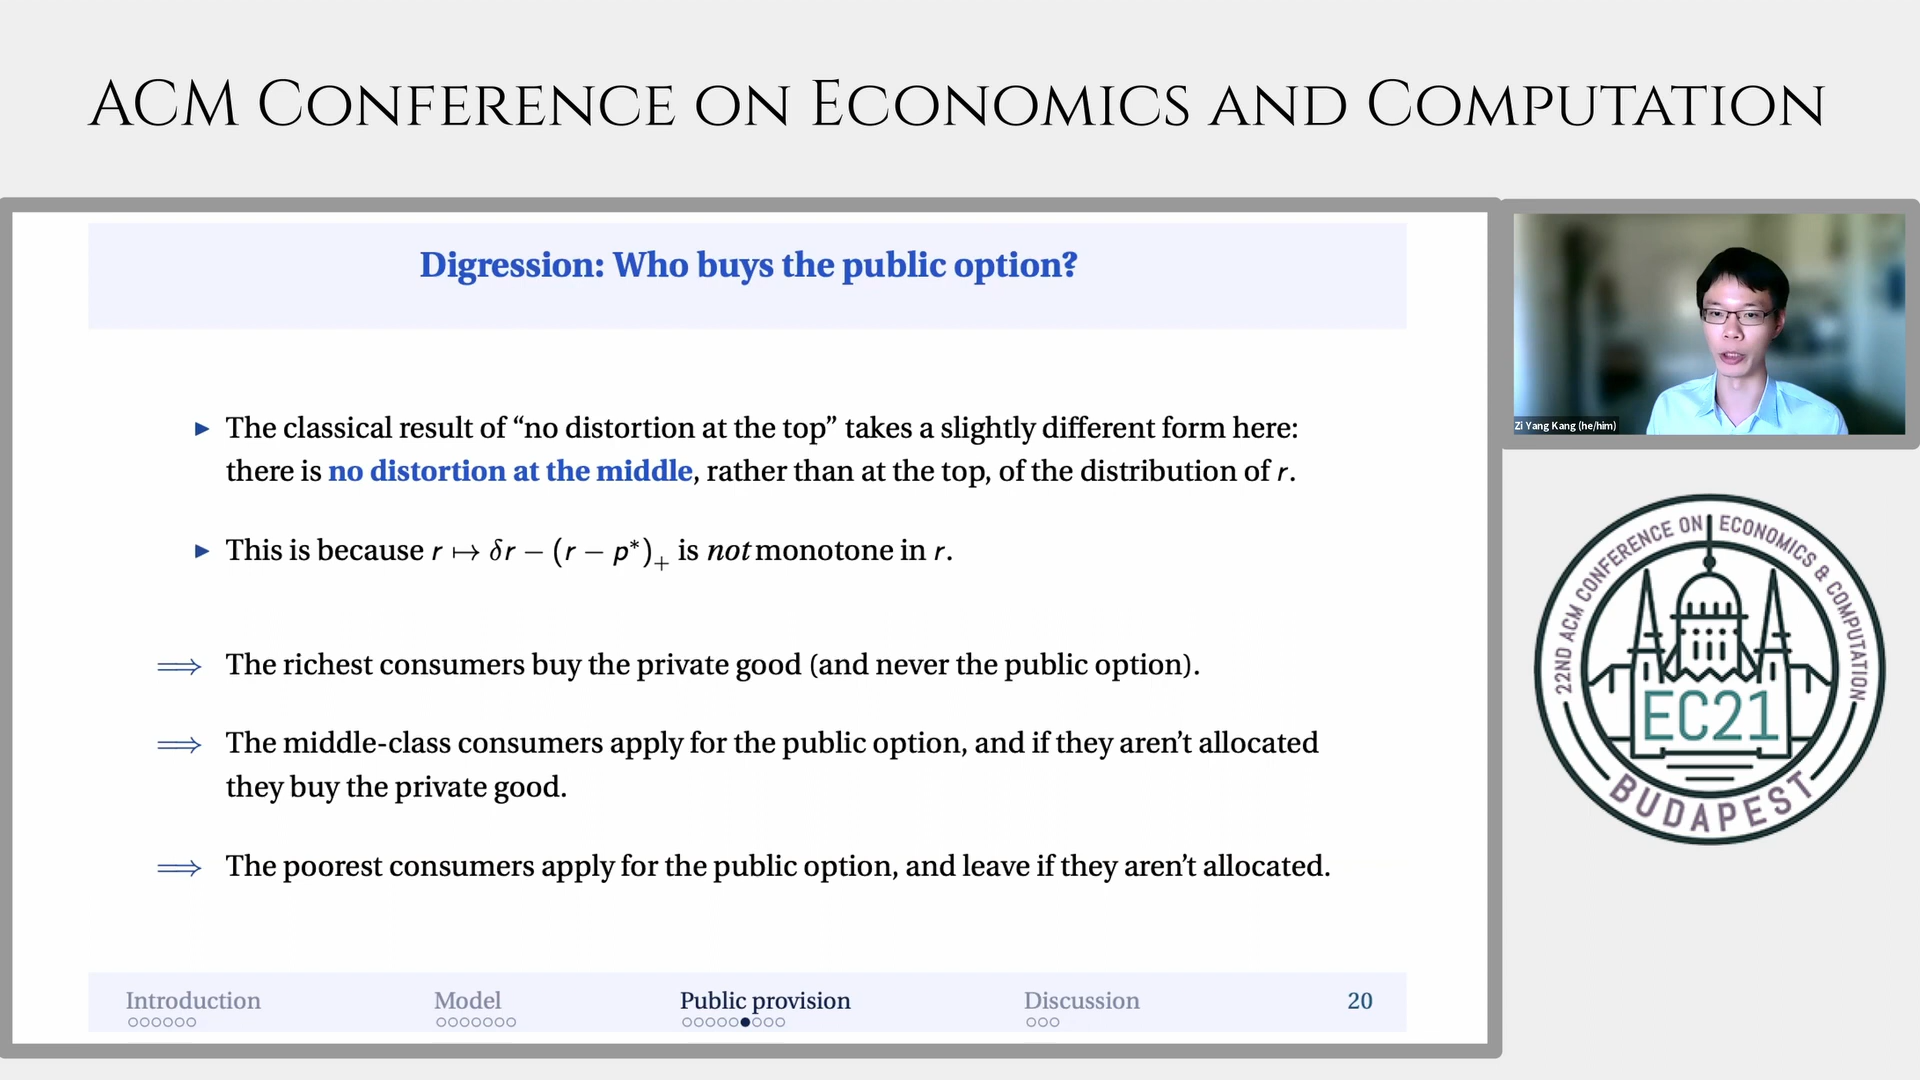 ACM Conference on Economics and Computation
Digression: Who buys the public option?
▶ The classical result of “no distortion at the top” takes a slightly different form here:
there is no distortion at the middle, rather than at the top, of the distribution of r.
▶ This is because r ↦ δr − (r − p*)₊ is not monotone in r.
⟹ The richest consumers buy the private good (and never the public option).
⟹ The middle-class consumers apply for the public option, and if they aren’t allocated
they buy the private good.
⟹ The poorest consumers apply for the public option, and leave if they aren’t allocated.
Introduction Model Public provision Discussion 20
Zi Yang Kang (he/him)
22ND ACM CONFERENCE ON ECONOMICS & COMPUTATION
EC21
BUDAPEST